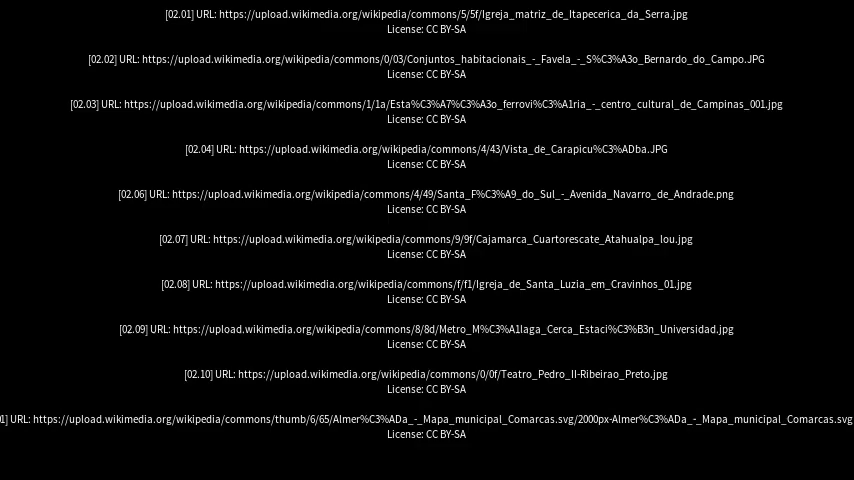 [02.01] URL: https://upload.wikimedia.org/wikipedia/commons/5/5f/Igreja_matriz_de_Itapecerica_da_Serra.jpg
License: CC BY-SA
[02.02] URL: https://upload.wikimedia.org/wikipedia/commons/0/03/Conjuntos_habitacionais_-_Favela_-_S%C3%A3o_Bernardo_do_Campo.JPG
License: CC BY-SA
[02.03] URL: https://upload.wikimedia.org/wikipedia/commons/1/1a/Esta%C3%A7%C3%A3o_ferrovi%C3%A1ria_-_centro_cultural_de_Campinas_001.jpg
License: CC BY-SA
[02.04] URL: https://upload.wikimedia.org/wikipedia/commons/4/43/Vista_de_Carapicu%C3%ADba.JPG
License: CC BY-SA
[02.06] URL: https://upload.wikimedia.org/wikipedia/commons/4/49/Santa_F%C3%A9_do_Sul_-_Avenida_Navarro_de_Andrade.png
License: CC BY-SA
[02.07] URL: https://upload.wikimedia.org/wikipedia/commons/9/9f/Cajamarca_Cuartorescate_Atahualpa_lou.jpg
License: CC BY-SA
[02.08] URL: https://upload.wikimedia.org/wikipedia/commons/f/f1/Igreja_de_Santa_Luzia_em_Cravinhos_01.jpg
License: CC BY-SA
[02.09] URL: https://upload.wikimedia.org/wikipedia/commons/8/8d/Metro_M%C3%A1laga_Cerca_Estaci%C3%B3n_Universidad.jpg
License: CC BY-SA
[02.10] URL: https://upload.wikimedia.org/wikipedia/commons/0/0f/Teatro_Pedro_II-Ribeirao_Preto.jpg
License: CC BY-SA
1] URL: https://upload.wikimedia.org/wikipedia/commons/thumb/6/65/Almer%C3%ADa_-_Mapa_municipal_Comarcas.svg/2000px-Almer%C3%ADa_-_Mapa_municipal_Comarcas.svg
License: CC BY-SA